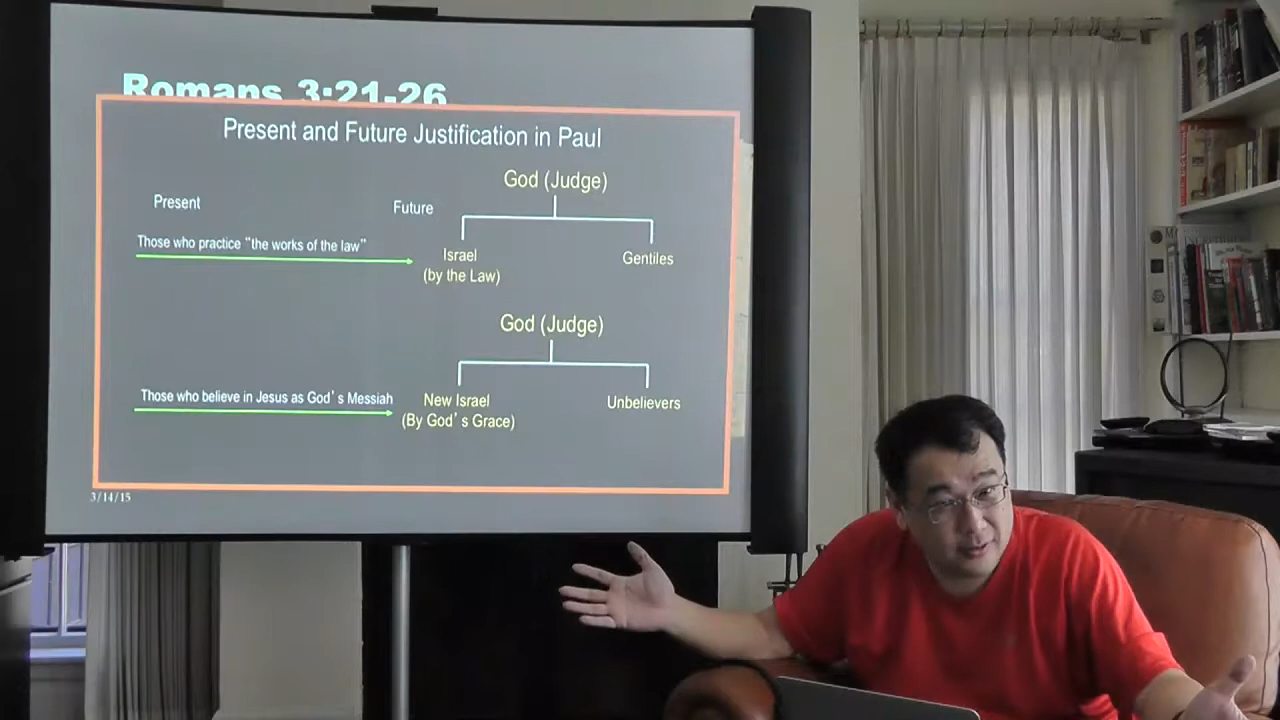 Romans 3:21-26
Present and Future Justification in Paul
God (Judge)
Present
Future
Those who practice “the works of the law”
Israel
(by the Law)
Gentiles
God (Judge)
Those who believe in Jesus as God’s Messiah
New Israel
(By God’s Grace)
Unbelievers
3/14/15